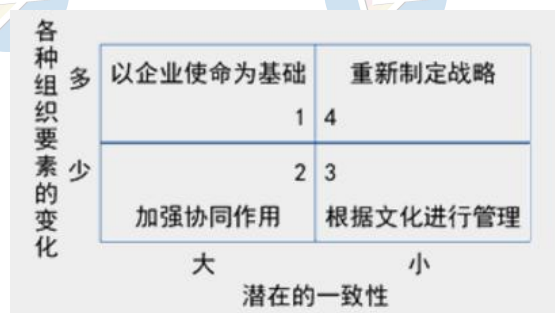 各种组织要素的变化
多
以企业使命为基础
重新制定战略
1
4
少
2
3
加强协同作用
根据文化进行管理
大
小
潜在的一致性